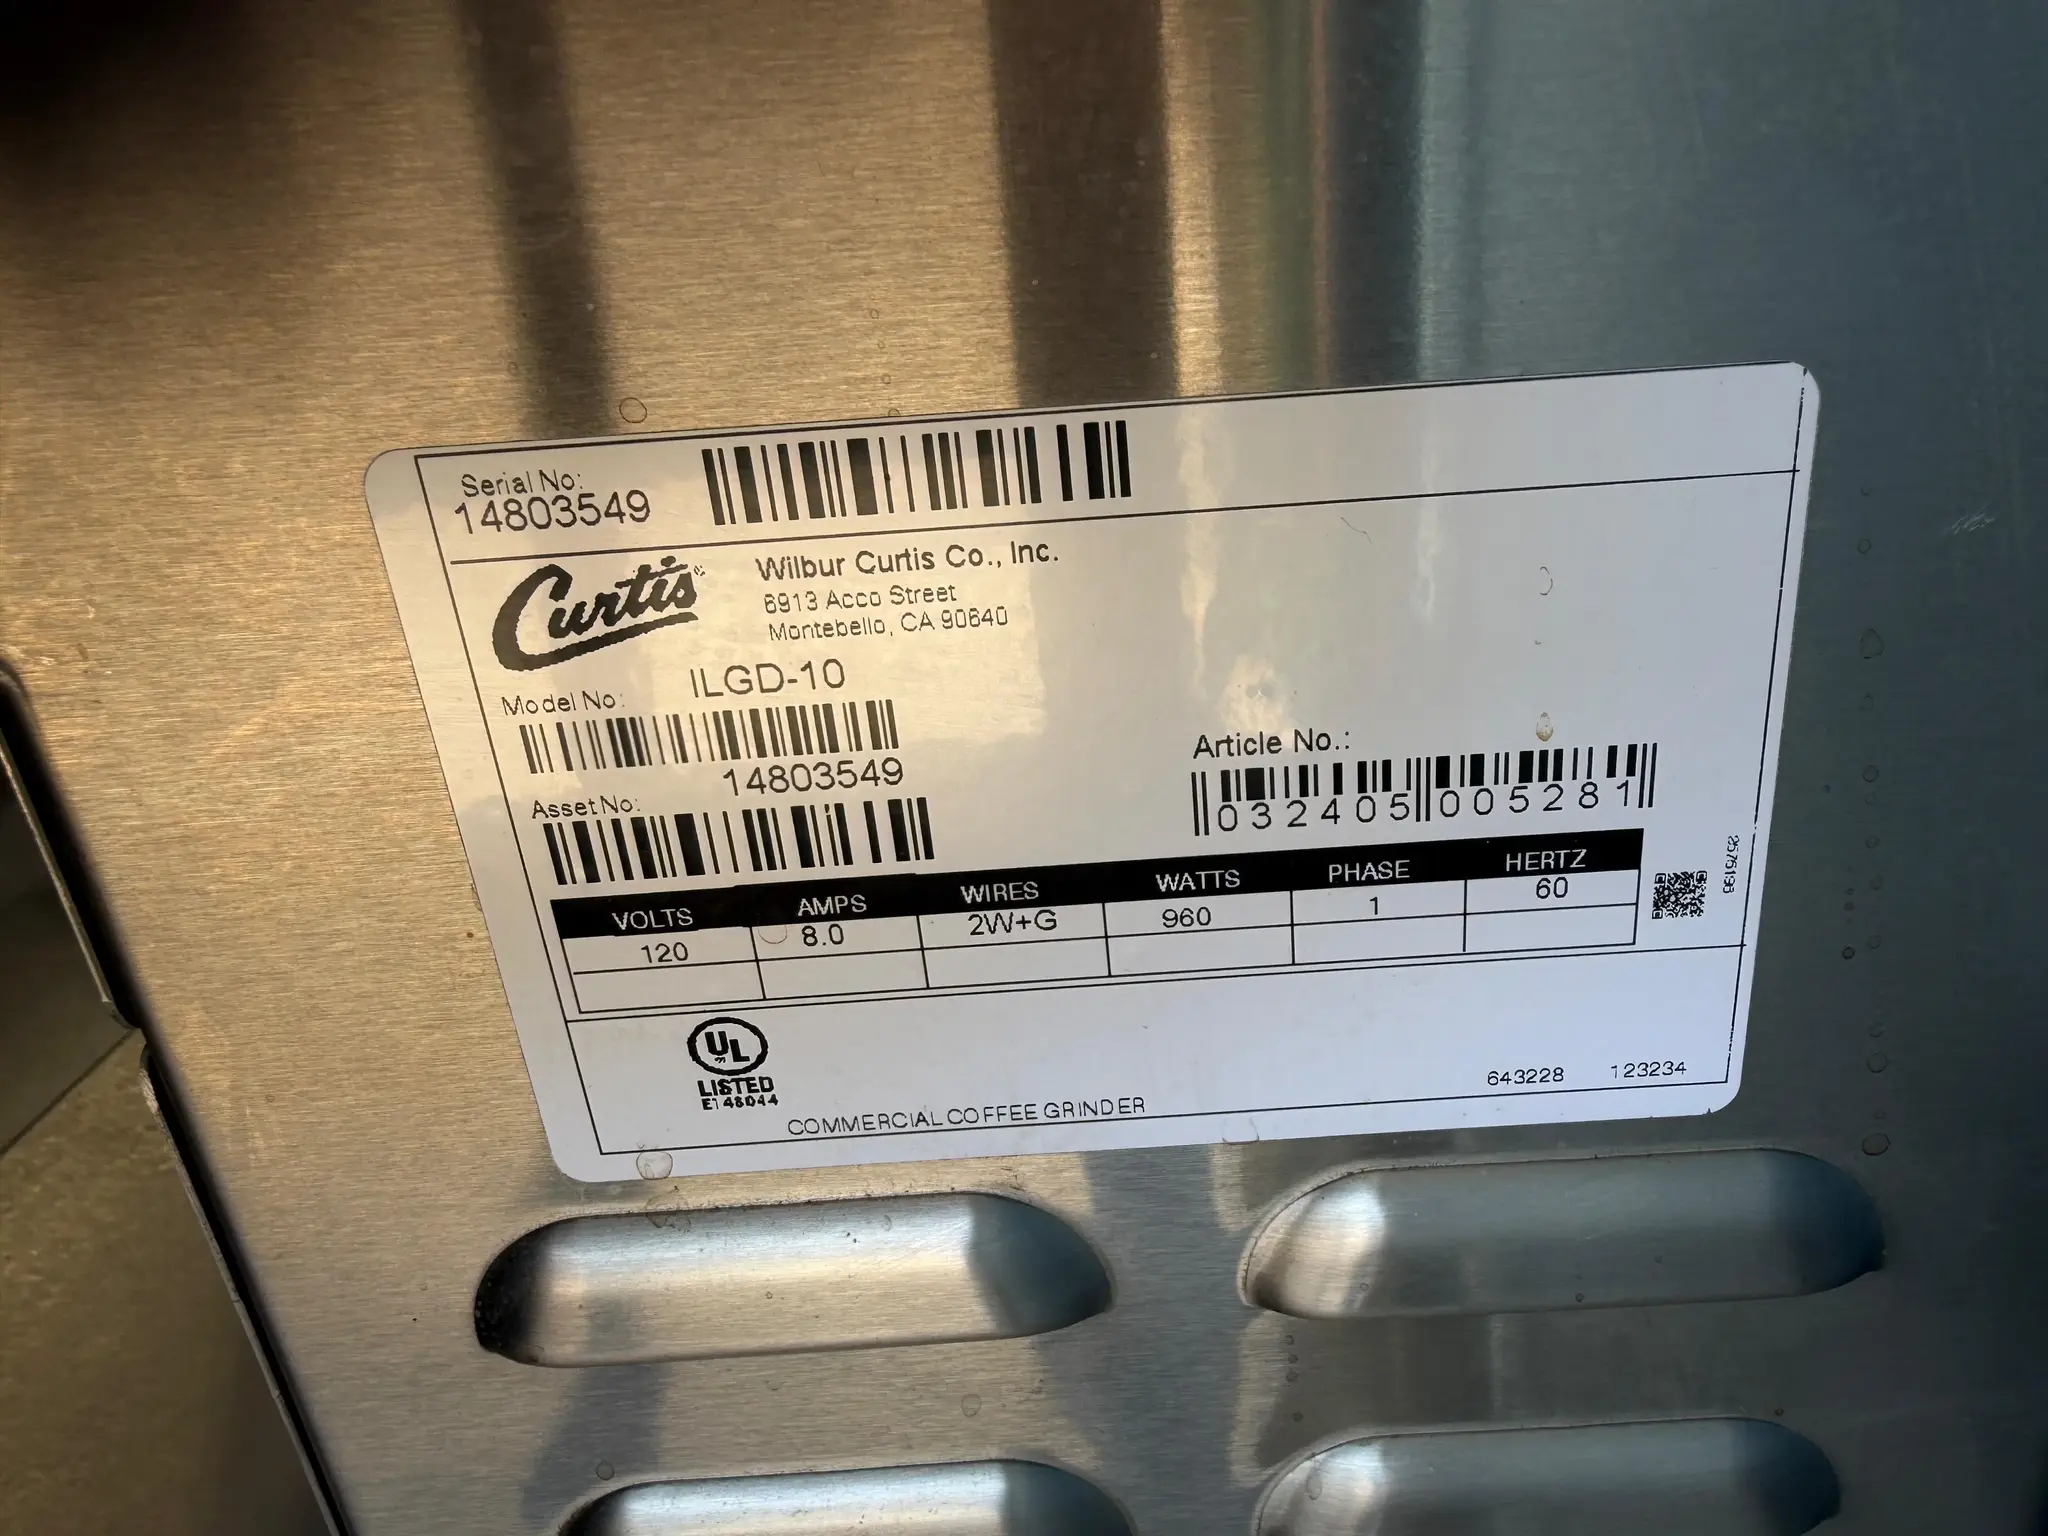 Serial No:
14803549
Curtis
Wilbur Curtis Co., Inc.
6913 Acco Street
Montebello, CA 90640
Model No: ILGD-10
14803549
Asset No:
Article No.:
032405 005281
VOLTS AMPS WIRES WATTS PHASE HERTZ
120 8.0 2W+G 960 1 60
2575198
UL
LISTED
E148044
COMMERCIAL COFFEE GRINDER
643228 123234